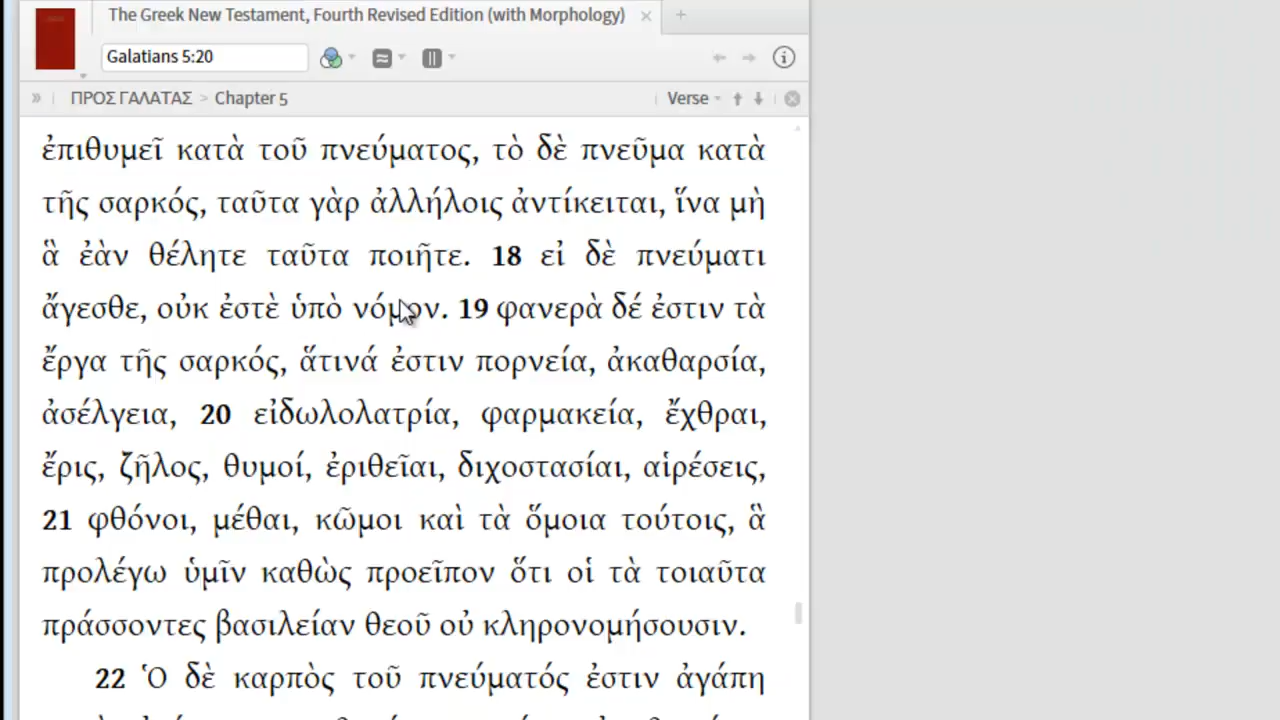 The Greek New Testament, Fourth Revised Edition (with Morphology)
Galatians 5:20
ΠΡΟΣ ΓΑΛΑΤΑΣ > Chapter 5
Verse
ἐπιθυμεῖ κατὰ τοῦ πνεύματος, τὸ δὲ πνεῦμα κατὰ
τῆς σαρκός, ταῦτα γὰρ ἀλλήλοις ἀντίκειται, ἵνα μὴ
ἃ ἐὰν θέλητε ταῦτα ποιῆτε. 18 εἰ δὲ πνεύματι
ἄγεσθε, οὐκ ἐστὲ ὑπὸ νόμον. 19 φανερὰ δέ ἐστιν τὰ
ἔργα τῆς σαρκός, ἅτινά ἐστιν πορνεία, ἀκαθαρσία,
ἀσέλγεια, 20 εἰδωλολατρία, φαρμακεία, ἔχθραι,
ἔρις, ζῆλος, θυμοί, ἐριθεῖαι, διχοστασίαι, αἱρέσεις,
21 φθόνοι, μέθαι, κῶμοι καὶ τὰ ὅμοια τούτοις, ἃ
προλέγω ὑμῖν καθὼς προεῖπον ὅτι οἱ τὰ τοιαῦτα
πράσσοντες βασιλείαν θεοῦ οὐ κληρονομήσουσιν.
22 Ὁ δὲ καρπὸς τοῦ πνεύματός ἐστιν ἀγάπη